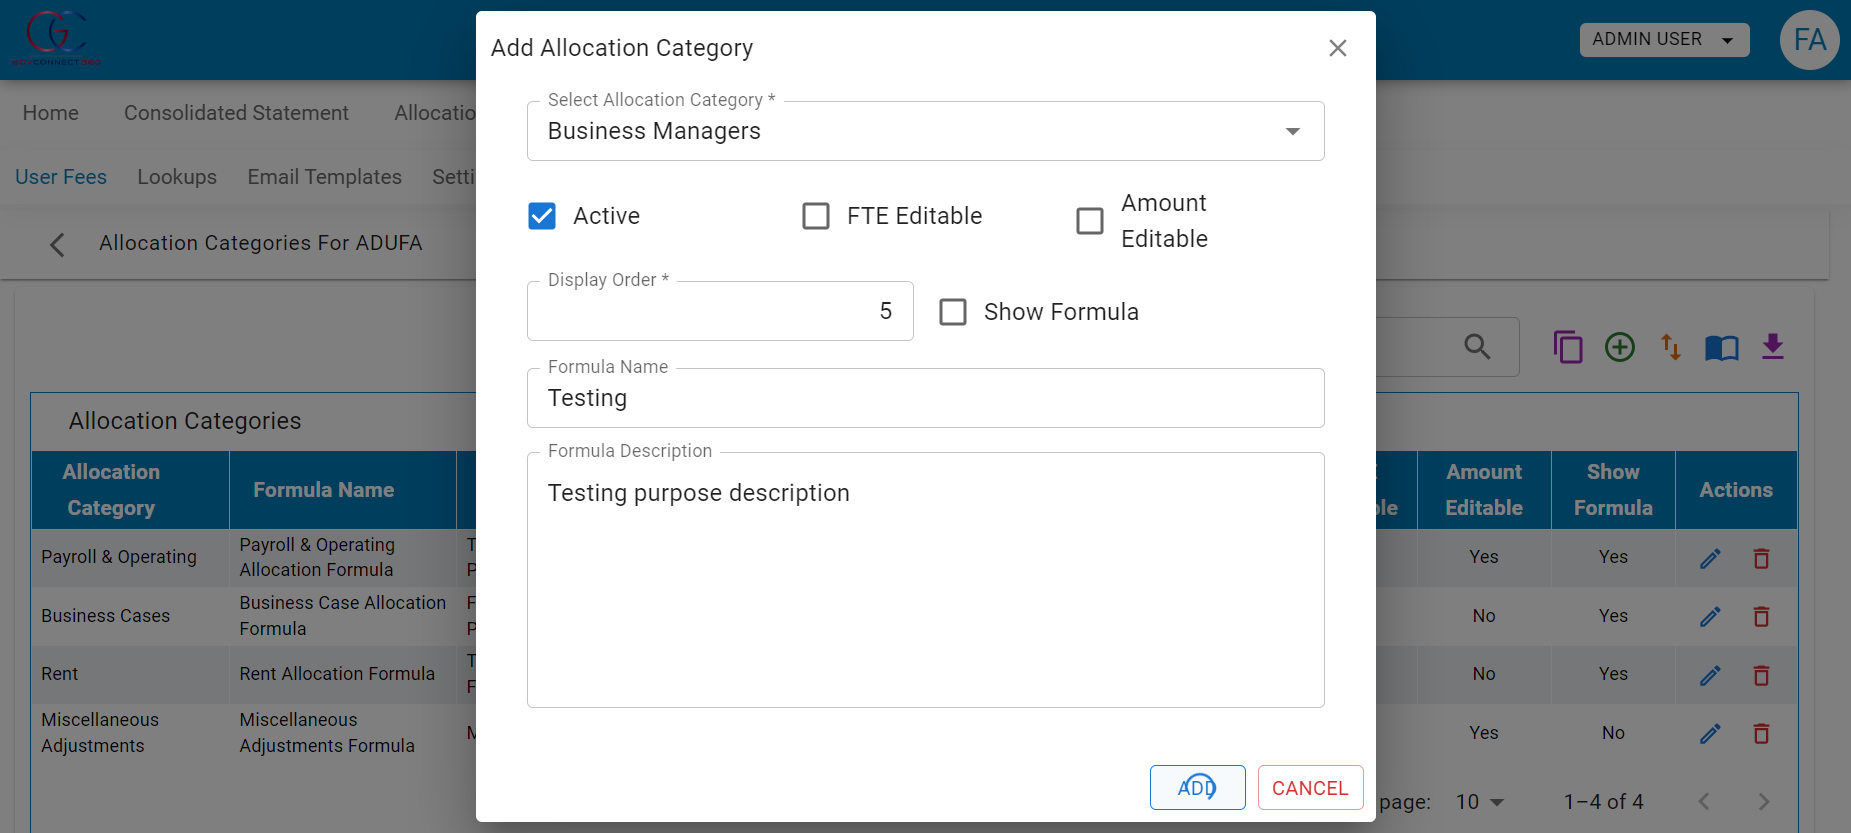 GOVCONNECT.PRO
ADMIN USER
FA
Home Consolidated Statement
User Fees Lookups Email Templates
Allocation Categories For ADUFA
Add Allocation Category
Select Allocation Category *
Business Managers
Active
FTE Editable
Amount
Editable
Display Order *
5
Show Formula
Formula Name
Testing
Formula Description
Testing purpose description
ADD
CANCEL
Allocation Categories
Allocation
Category
Formula Name
Amount
Editable
Show
Formula
Actions
Payroll & Operating
Payroll & Operating
Allocation Formula
Yes
Yes
Business Cases
Business Case Allocation
Formula
No
Yes
Rent
Rent Allocation Formula
No
Yes
Miscellaneous
Adjustments
Miscellaneous
Adjustments Formula
Yes
No
page: 10 1–4 of 4